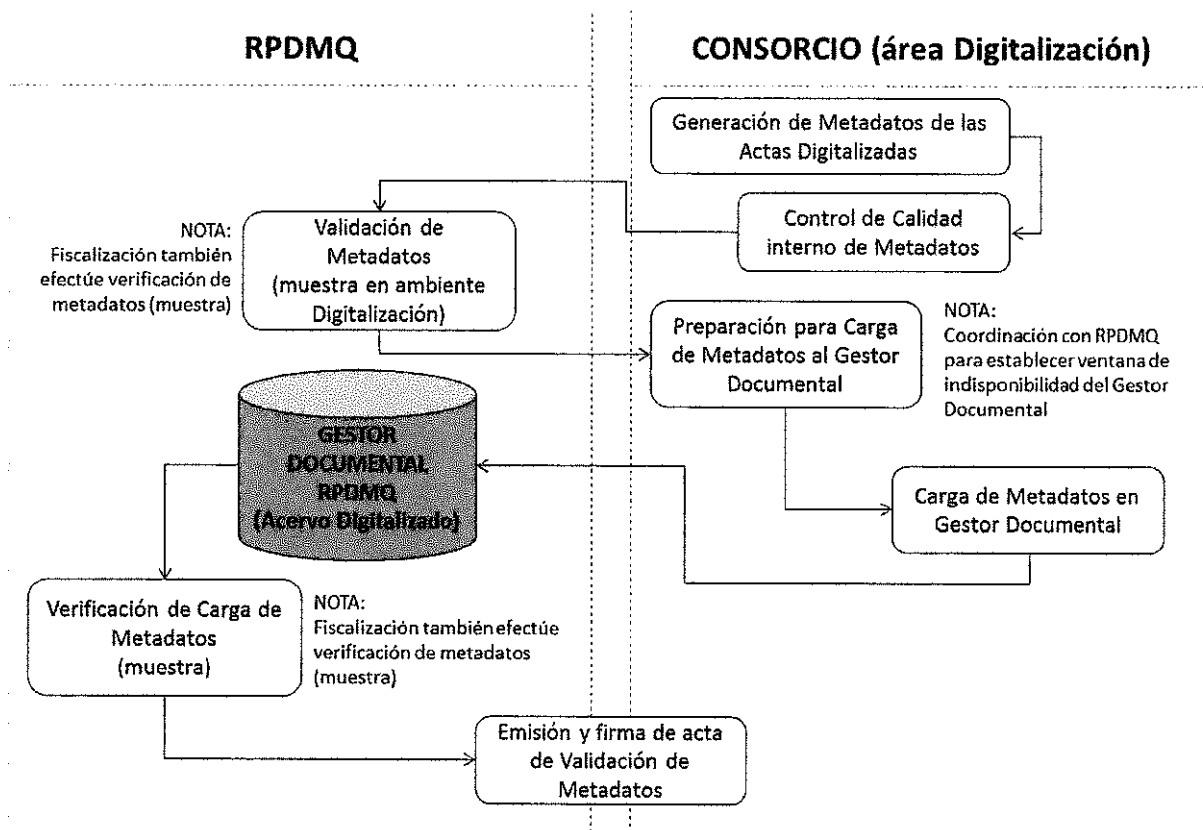 RPDMQ
CONSORCIO (área Digitalización)
Generación de Metadatos de las
Actas Digitalizadas
Control de Calidad
interno de Metadatos
NOTA:
Fiscalización también
efectúe verificación de
metadatos (muestra)
Validación de
Metadatos
(muestra en ambiente
Digitalización)
Preparación para Carga
de Metadatos al Gestor
Documental
NOTA:
Coordinación con RPDMQ
para establecer ventana de
indisponibilidad del Gestor
Documental
GESTOR
DOCUMENTAL
RPDMQ
(Acervo Digitalizado)
Carga de Metadatos en
Gestor Documental
Verificación de Carga de
Metadatos
(muestra)
NOTA:
Fiscalización también efectúe
verificación de metadatos
(muestra)
Emisión y firma de acta
de Validación de
Metadatos